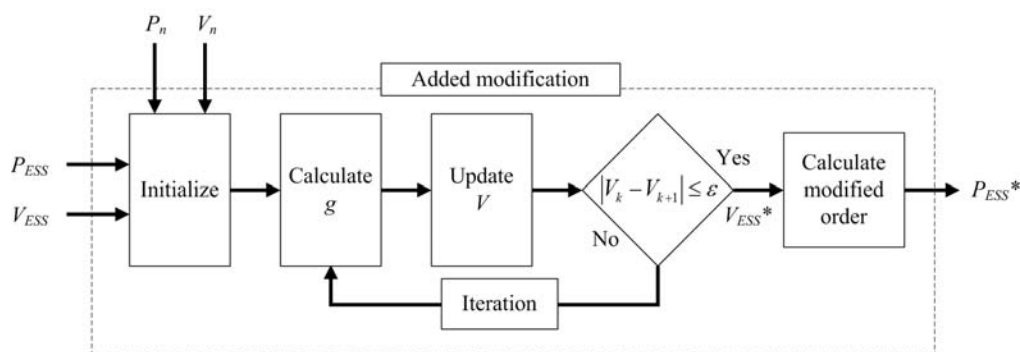 P_n
V_n
Added modification
P_ESS
V_ESS
Initialize
Calculate
g
Update
V
|V_k − V_{k+1}| ≤ ε
Yes
No
V_ESS*
Calculate
modified
order
P_ESS*
Iteration